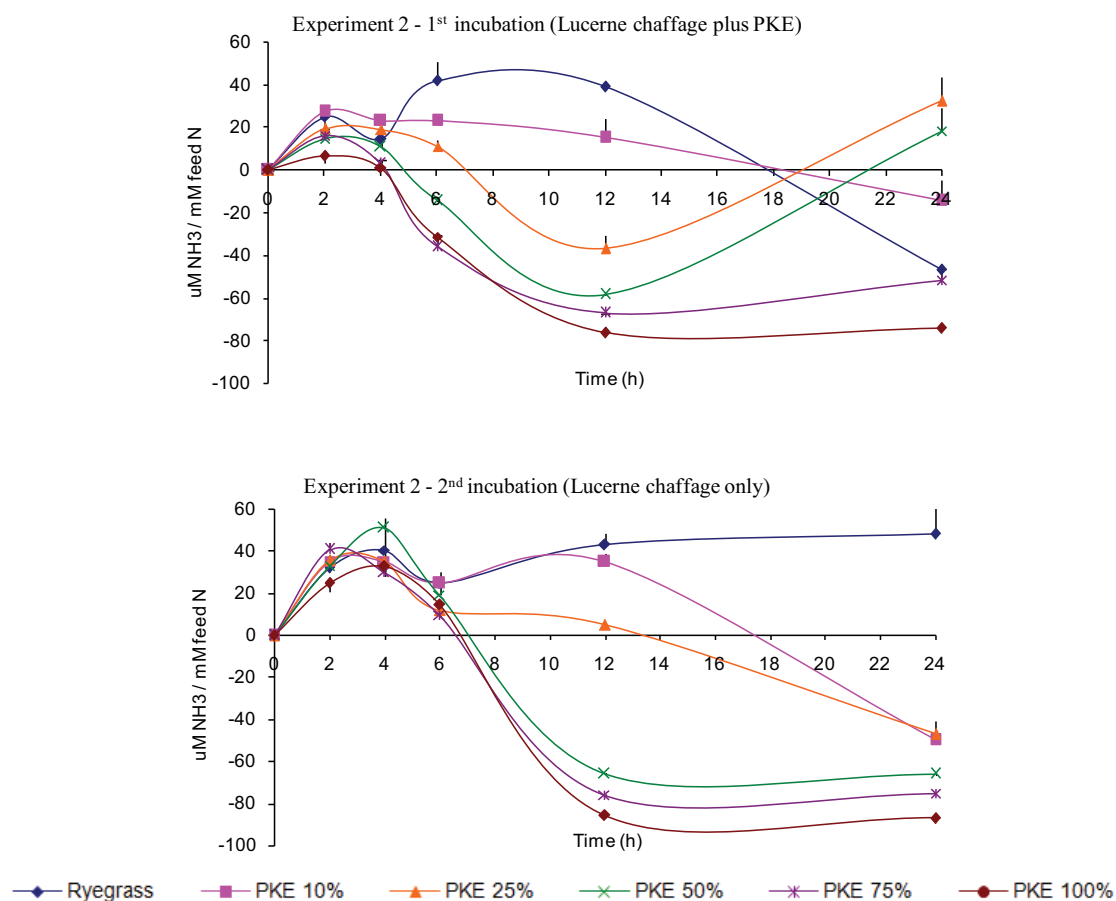 Experiment 2 - 1st incubation (Lucerne chaffage plus PKE)
60
40
20
0
-20
-40
-60
-80
-100
uM NH3 / mM feed N
0 2 4 6 8 10 12 14 16 18 20 22 24
Time (h)
Experiment 2 - 2nd incubation (Lucerne chaffage only)
60
40
20
0
-20
-40
-60
-80
-100
uM NH3 / mM feed N
0 2 4 6 8 10 12 14 16 18 20 22 24
Time (h)
Ryegrass PKE 10% PKE 25% PKE 50% PKE 75% PKE 100%